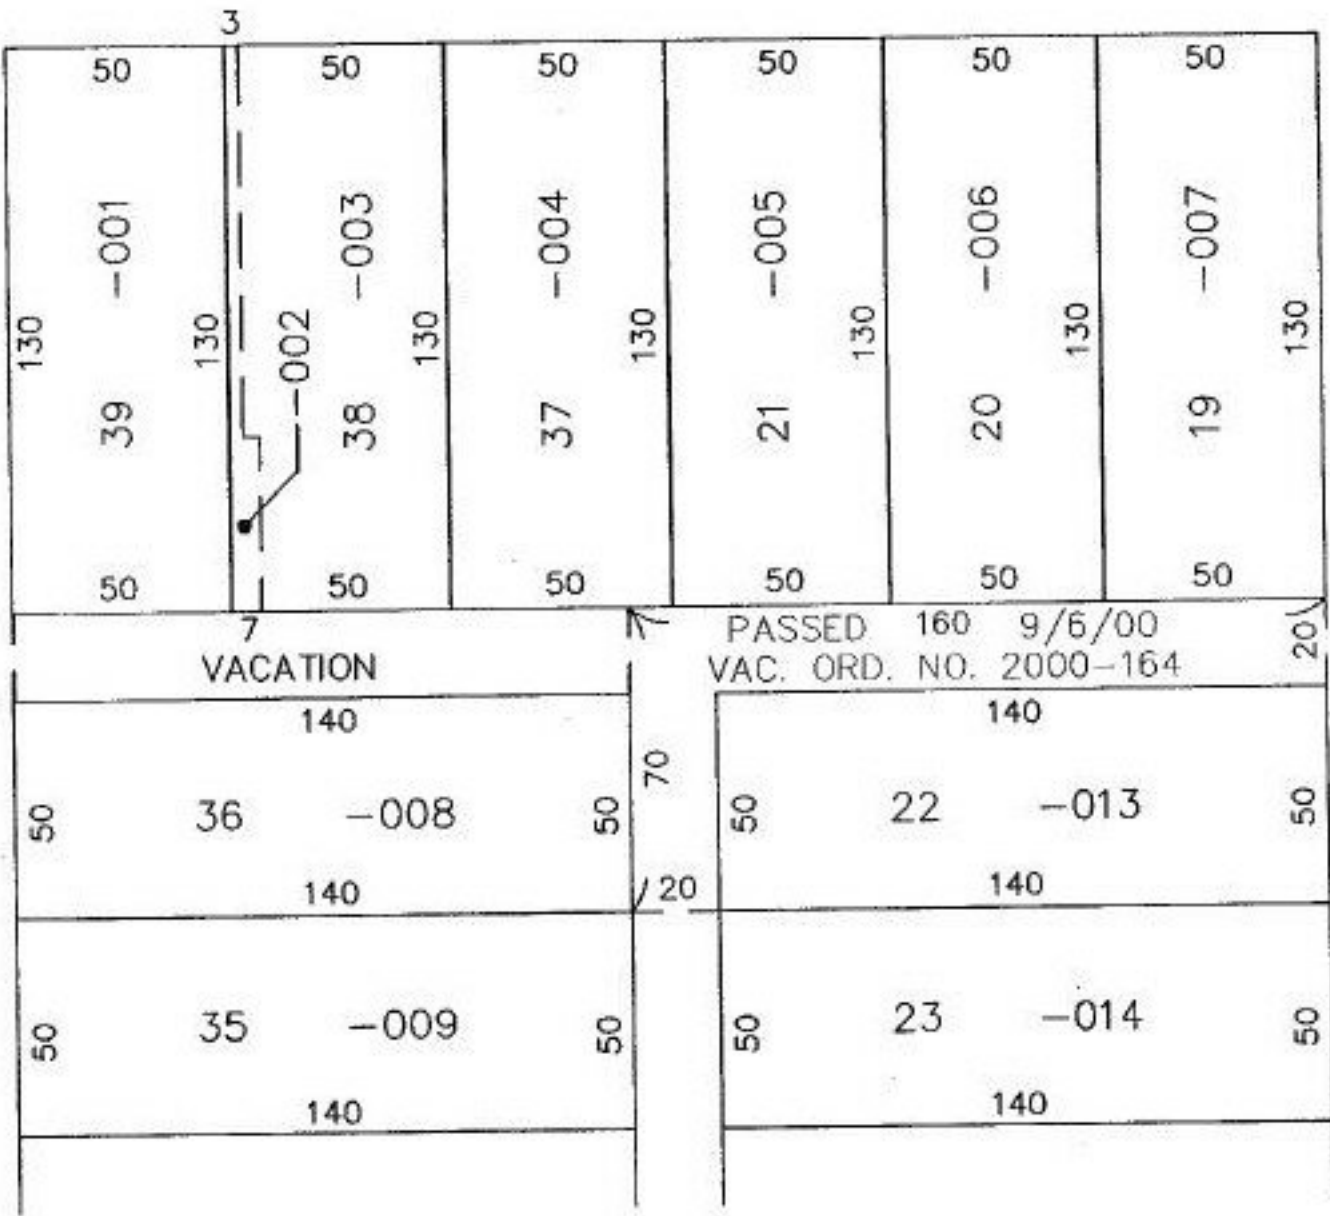 3
50 50 50 50 50 50
-001 -003 -004 -005 -006 -007
-002
130 130 130 130 130 130 130
39 38 37 21 20 19
50 50 50 50 50 50
7
PASSED 160 9/6/00
VACATION
VAC. ORD. NO. 2000-164
20
140 140
70
50 36 -008 50
50 22 -013 50
140 20 140
50 35 -009 50
50 23 -014 50
140 140